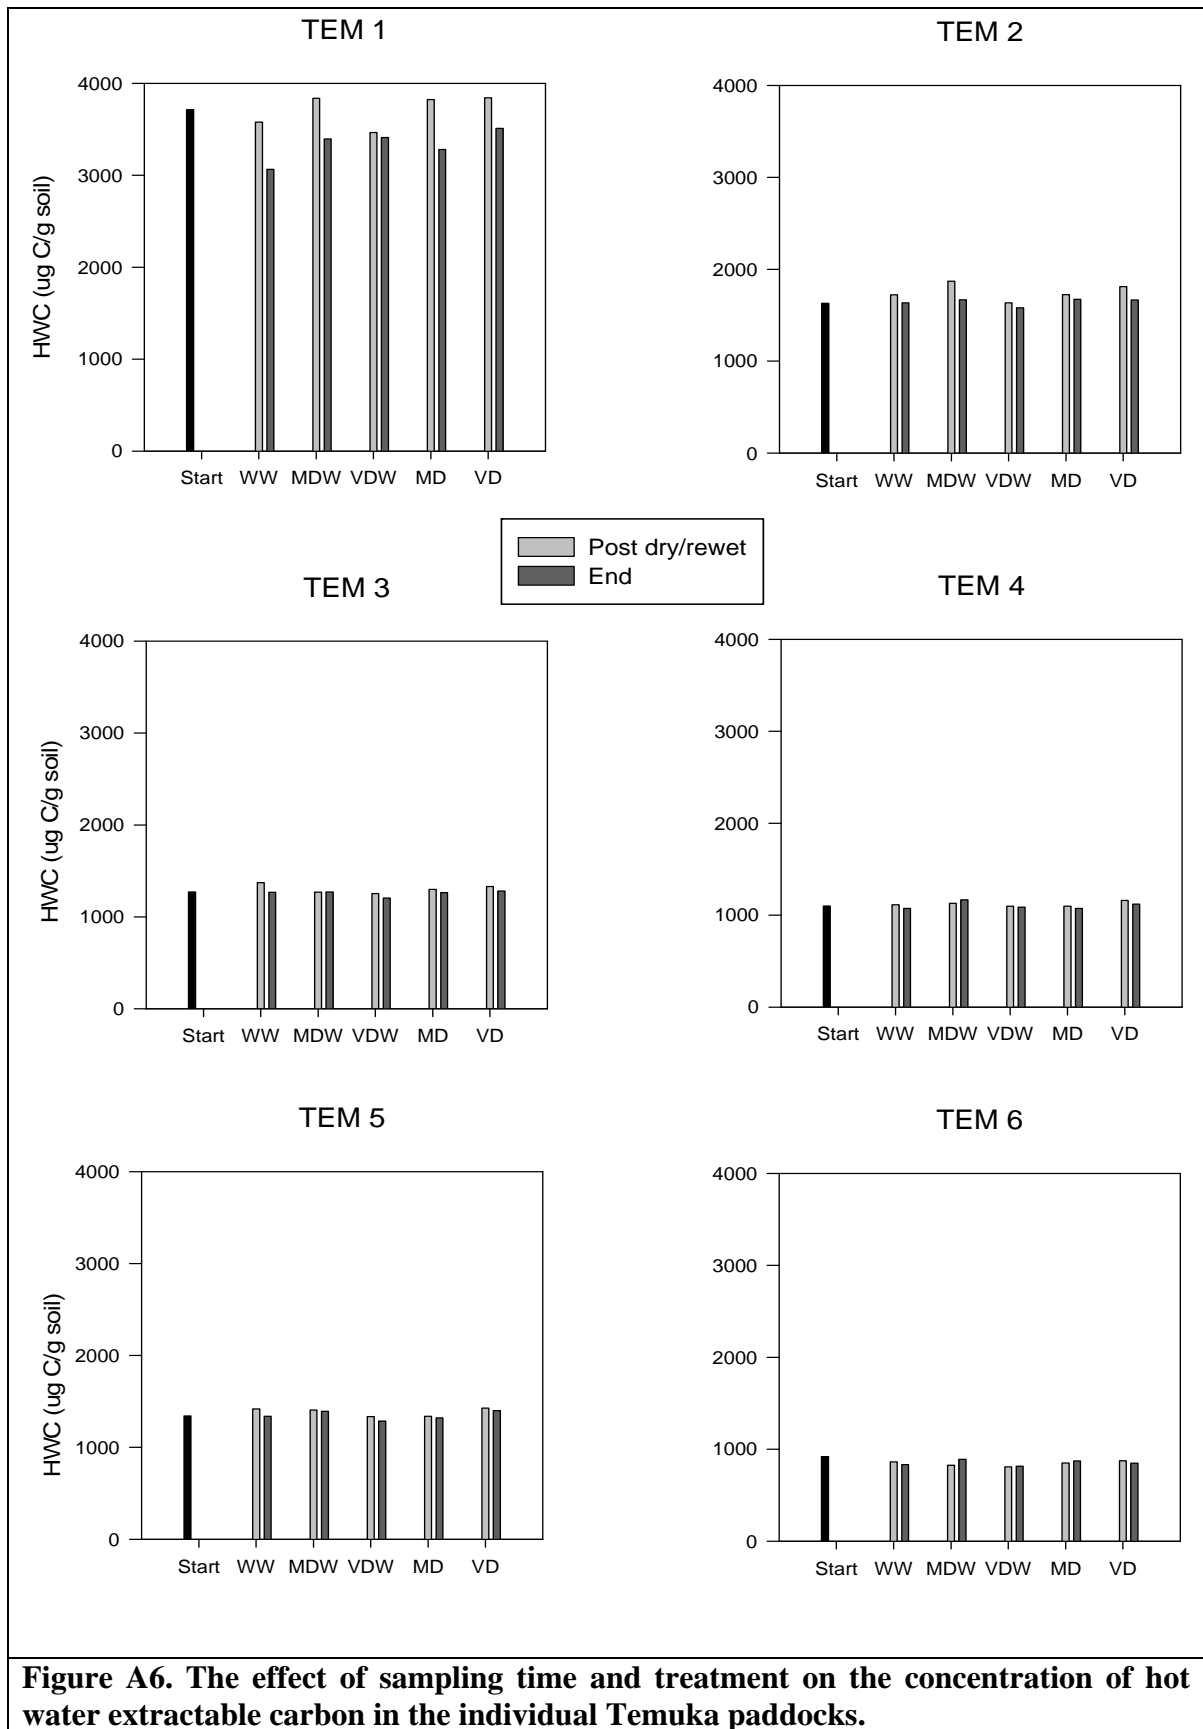 TEM 1
HWC (ug C/g soil)
4000
3000
2000
1000
0
Start WW MDW VDW MD VD
TEM 2
4000
3000
2000
1000
0
Start WW MDW VDW MD VD
Post dry/rewet
End
TEM 3
HWC (ug C/g soil)
4000
3000
2000
1000
0
Start WW MDW VDW MD VD
TEM 4
4000
3000
2000
1000
0
Start WW MDW VDW MD VD
TEM 5
HWC (ug C/g soil)
4000
3000
2000
1000
0
Start WW MDW VDW MD VD
TEM 6
4000
3000
2000
1000
0
Start WW MDW VDW MD VD
Figure A6. The effect of sampling time and treatment on the concentration of hot
water extractable carbon in the individual Temuka paddocks.